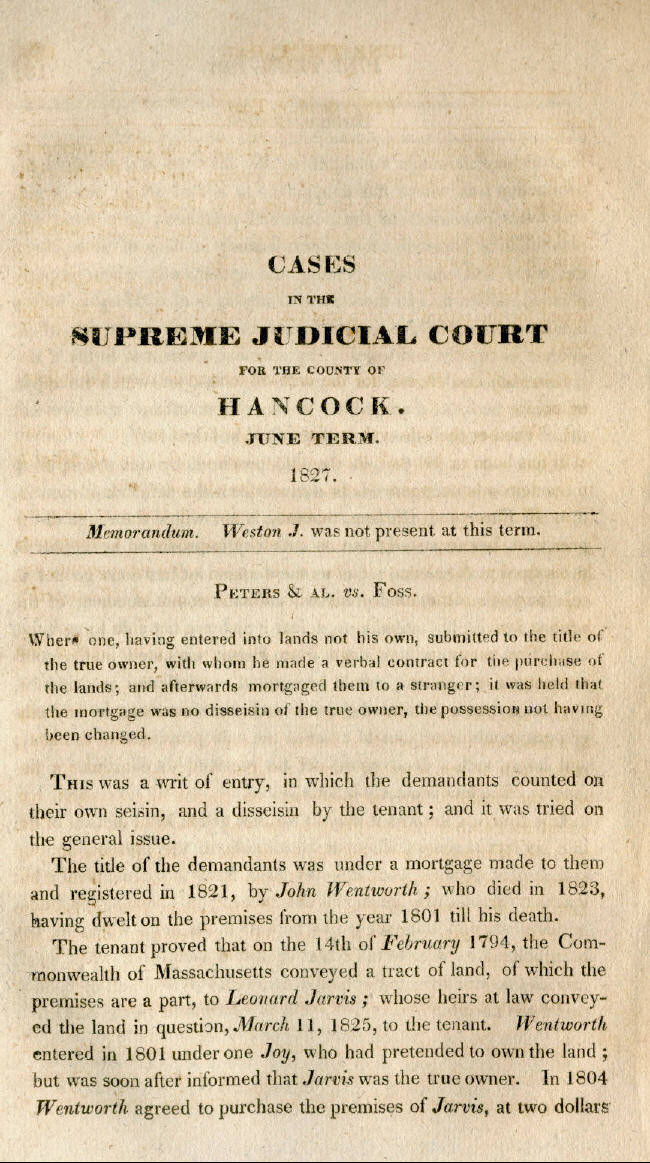 CASES
IN THE
SUPREME JUDICIAL COURT
FOR THE COUNTY OF
HANCOCK.
JUNE TERM.
1827.
Memorandum. Weston J. was not present at this term.
PETERS & AL. vs. FOSS.
Where one, having entered into lands not his own, submitted to the title of
the true owner, with whom he made a verbal contract for the purchase of
the lands; and afterwards mortgaged them to a stranger; it was held that
the mortgage was no disseisin of the true owner, the possession not having
been changed.
THIS was a writ of entry, in which the demandants counted on
their own seisin, and a disseisin by the tenant; and it was tried on
the general issue.
The title of the demandants was under a mortgage made to them
and registered in 1821, by John Wentworth; who died in 1823,
having dwelt on the premises from the year 1801 till his death.
The tenant proved that on the 14th of February 1794, the Com-
monwealth of Massachusetts conveyed a tract of land, of which the
premises are a part, to Leonard Jarvis; whose heirs at law convey-
ed the land in question, March 11, 1825, to the tenant. Wentworth
entered in 1801 under one Joy, who had pretended to own the land;
but was soon after informed that Jarvis was the true owner. In 1804
Wentworth agreed to purchase the premises of Jarvis, at two dollars